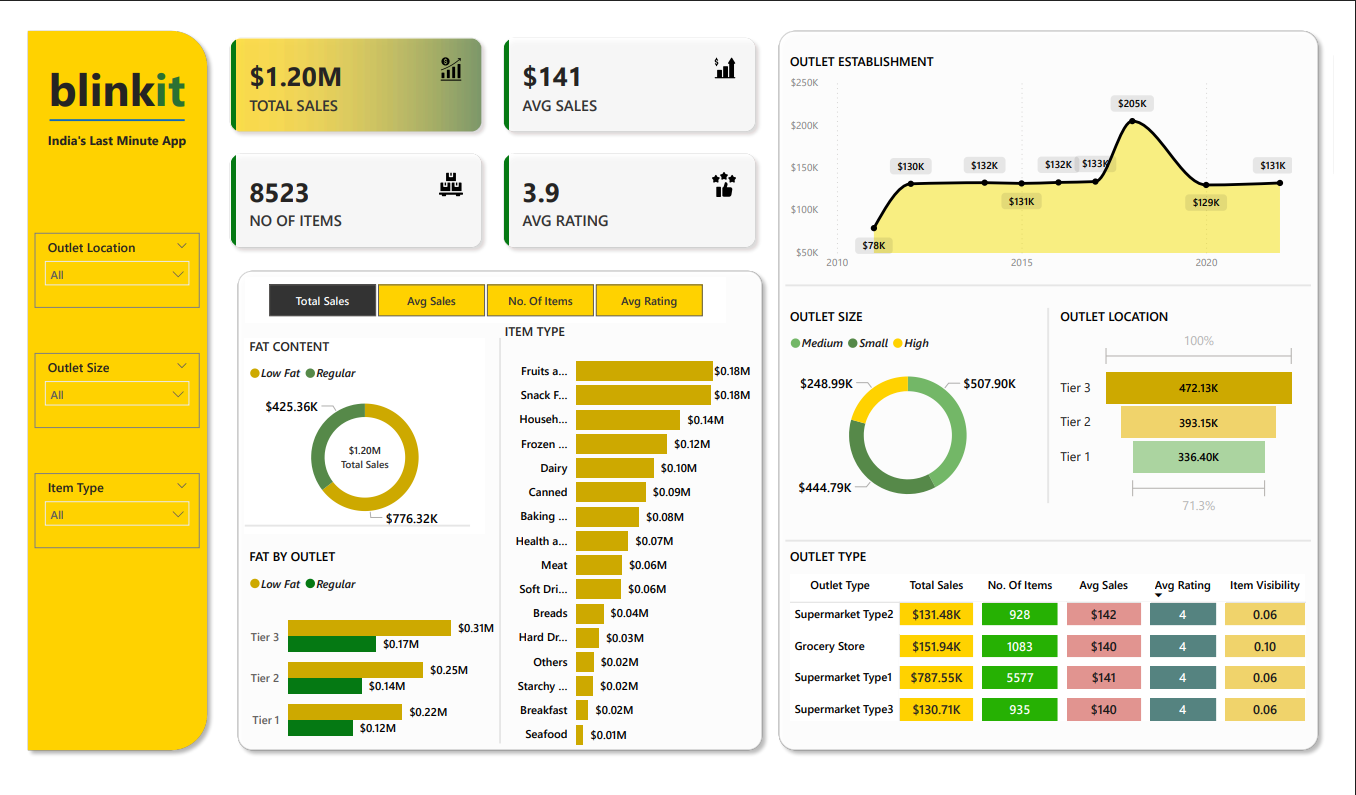 blinkit
India's Last Minute App
Outlet Location
All
Outlet Size
All
Item Type
All
$1.20M
TOTAL SALES
$141
AVG SALES
8523
NO OF ITEMS
3.9
AVG RATING
Total Sales Avg Sales No. Of Items Avg Rating
FAT CONTENT
Low Fat Regular
$425.36K
$1.20M
Total Sales
$776.32K
FAT BY OUTLET
Low Fat Regular
Tier 3 $0.31M
$0.17M
Tier 2 $0.25M
$0.14M
Tier 1 $0.22M
$0.12M
ITEM TYPE
Fruits a... $0.18M
Snack F... $0.18M
Househ... $0.14M
Frozen ... $0.12M
Dairy $0.10M
Canned $0.09M
Baking ... $0.08M
Health a... $0.07M
Meat $0.06M
Soft Dri... $0.06M
Breads $0.04M
Hard Dr... $0.03M
Others $0.02M
Starchy ... $0.02M
Breakfast $0.02M
Seafood $0.01M
OUTLET ESTABLISHMENT
$250K
$200K
$150K
$100K
$50K
$78K
$130K
$132K
$131K
$132K
$133K
$205K
$129K
$131K
2010 2015 2020
OUTLET SIZE
Medium Small High
$248.99K
$507.90K
$444.79K
OUTLET LOCATION
100%
Tier 3 472.13K
Tier 2 393.15K
Tier 1 336.40K
71.3%
OUTLET TYPE
Outlet Type Total Sales No. Of Items Avg Sales Avg Rating Item Visibility
Supermarket Type2 $131.48K 928 $142 4 0.06
Grocery Store $151.94K 1083 $140 4 0.10
Supermarket Type1 $787.55K 5577 $141 4 0.06
Supermarket Type3 $130.71K 935 $140 4 0.06